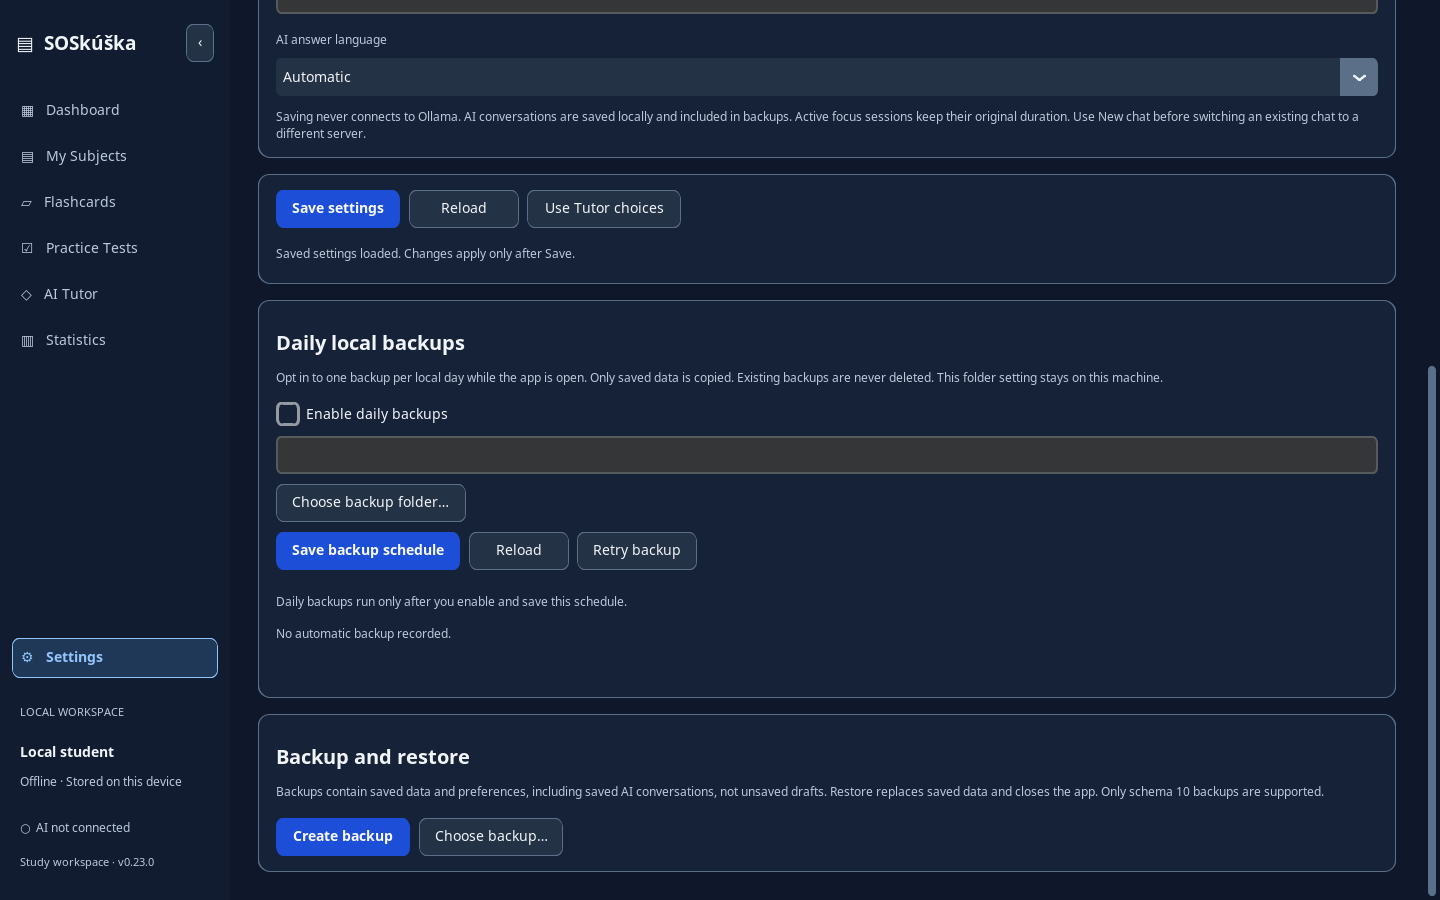 SOSkúška
Dashboard
My Subjects
Flashcards
Practice Tests
AI Tutor
Statistics
Settings
LOCAL WORKSPACE
Local student
Offline · Stored on this device
AI not connected
Study workspace · v0.23.0
AI answer language
Automatic
Saving never connects to Ollama. AI conversations are saved locally and included in backups. Active focus sessions keep their original duration. Use New chat before switching an existing chat to a
different server.
Save settings
Reload
Use Tutor choices
Saved settings loaded. Changes apply only after Save.
Daily local backups
Opt in to one backup per local day while the app is open. Only saved data is copied. Existing backups are never deleted. This folder setting stays on this machine.
Enable daily backups
Choose backup folder...
Save backup schedule
Reload
Retry backup
Daily backups run only after you enable and save this schedule.
No automatic backup recorded.
Backup and restore
Backups contain saved data and preferences, including saved AI conversations, not unsaved drafts. Restore replaces saved data and closes the app. Only schema 10 backups are supported.
Create backup
Choose backup...